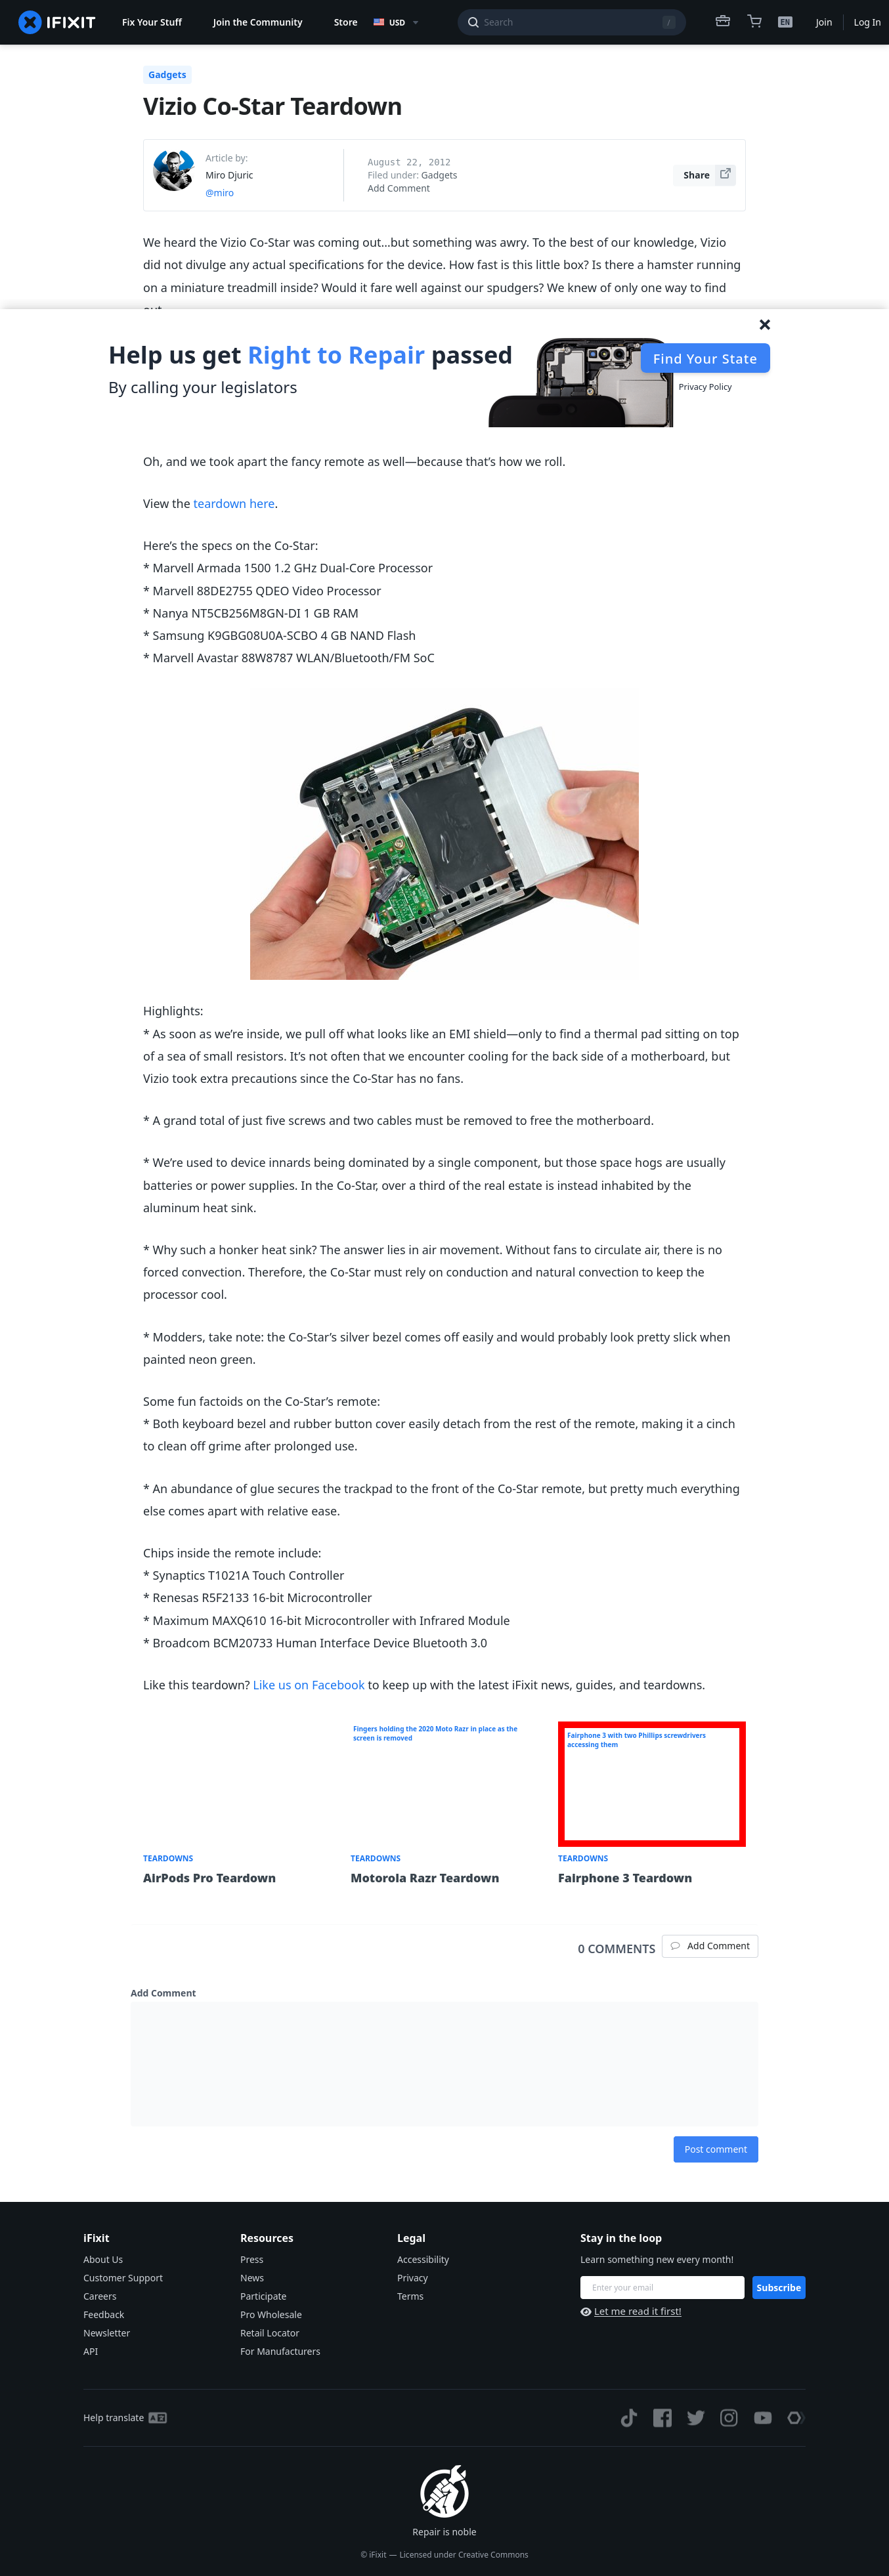 IFIXIT
Fix Your Stuff
Join the Community
Store
USD
Search
/
EN
Join
Log In
Gadgets
Vizio Co-Star Teardown
Article by:
Miro Djuric
@miro
August 22, 2012
Filed under: Gadgets
Add Comment
Share
We heard the Vizio Co-Star was coming out…but something was awry. To the best of our knowledge, Vizio
did not divulge any actual specifications for the device. How fast is this little box? Is there a hamster running
on a miniature treadmill inside? Would it fare well against our spudgers? We knew of only one way to find
Help us get Right to Repair passed
By calling your legislators
Find Your State
Privacy Policy
Oh, and we took apart the fancy remote as well—because that’s how we roll.
View the teardown here.
Here’s the specs on the Co-Star:
* Marvell Armada 1500 1.2 GHz Dual-Core Processor
* Marvell 88DE2755 QDEO Video Processor
* Nanya NT5CB256M8GN-DI 1 GB RAM
* Samsung K9GBG08U0A-SCBO 4 GB NAND Flash
* Marvell Avastar 88W8787 WLAN/Bluetooth/FM SoC
Highlights:
* As soon as we’re inside, we pull off what looks like an EMI shield—only to find a thermal pad sitting on top
of a sea of small resistors. It’s not often that we encounter cooling for the back side of a motherboard, but
Vizio took extra precautions since the Co-Star has no fans.
* A grand total of just five screws and two cables must be removed to free the motherboard.
* We’re used to device innards being dominated by a single component, but those space hogs are usually
batteries or power supplies. In the Co-Star, over a third of the real estate is instead inhabited by the
aluminum heat sink.
* Why such a honker heat sink? The answer lies in air movement. Without fans to circulate air, there is no
forced convection. Therefore, the Co-Star must rely on conduction and natural convection to keep the
processor cool.
* Modders, take note: the Co-Star’s silver bezel comes off easily and would probably look pretty slick when
painted neon green.
Some fun factoids on the Co-Star’s remote:
* Both keyboard bezel and rubber button cover easily detach from the rest of the remote, making it a cinch
to clean off grime after prolonged use.
* An abundance of glue secures the trackpad to the front of the Co-Star remote, but pretty much everything
else comes apart with relative ease.
Chips inside the remote include:
* Synaptics T1021A Touch Controller
* Renesas R5F2133 16-bit Microcontroller
* Maximum MAXQ610 16-bit Microcontroller with Infrared Module
* Broadcom BCM20733 Human Interface Device Bluetooth 3.0
Like this teardown? Like us on Facebook to keep up with the latest iFixit news, guides, and teardowns.
Fingers holding the 2020 Moto Razr in place as the
screen is removed
Fairphone 3 with two Phillips screwdrivers
accessing them
TEARDOWNS
AirPods Pro Teardown
TEARDOWNS
Motorola Razr Teardown
TEARDOWNS
Fairphone 3 Teardown
0 COMMENTS
Add Comment
Add Comment
Post comment
iFixit
About Us
Customer Support
Careers
Feedback
Newsletter
API
Resources
Press
News
Participate
Pro Wholesale
Retail Locator
For Manufacturers
Legal
Accessibility
Privacy
Terms
Stay in the loop
Learn something new every month!
Enter your email
Subscribe
Let me read it first!
Help translate
Repair is noble
© iFixit — Licensed under Creative Commons